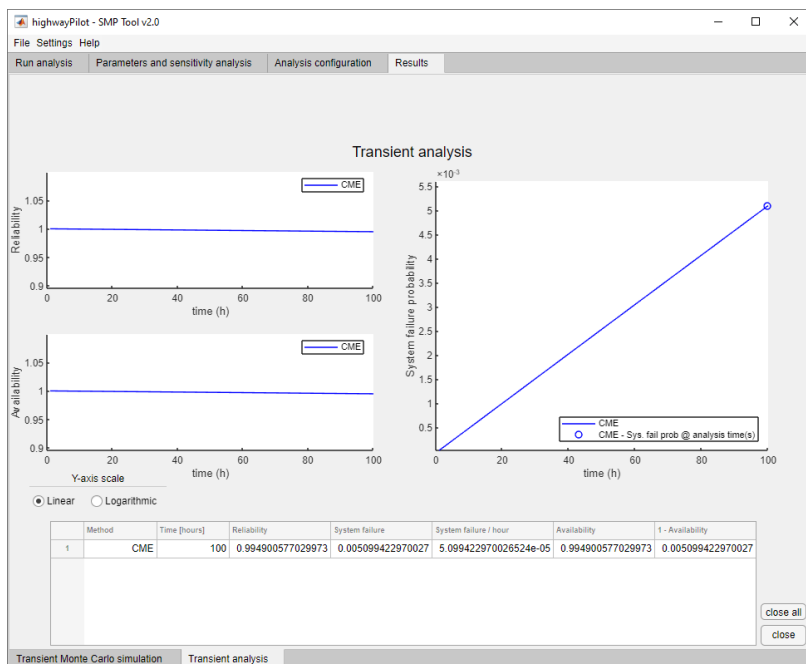 highwayPilot - SMP Tool v2.0
File Settings Help
Run analysis Parameters and sensitivity analysis Analysis configuration Results
Transient analysis
CME
Reliability
1.05
1
0.95
0.9
0 20 40 60 80 100
time (h)
CME
Availability
1.05
1
0.95
0.9
0 20 40 60 80 100
time (h)
×10⁻³
System failure probability
5.5
5
4.5
4
3.5
3
2.5
2
1.5
1
0.5
CME
CME - Sys. fail prob @ analysis time(s)
0 20 40 60 80 100
time (h)
Y-axis scale
Linear Logarithmic
Method Time [hours] Reliability System failure System failure / hour Availability 1 - Availability
1 CME 100 0.994900577029973 0.005099422970027 5.099422970026524e-05 0.994900577029973 0.005099422970027
close all
close
Transient Monte Carlo simulation Transient analysis